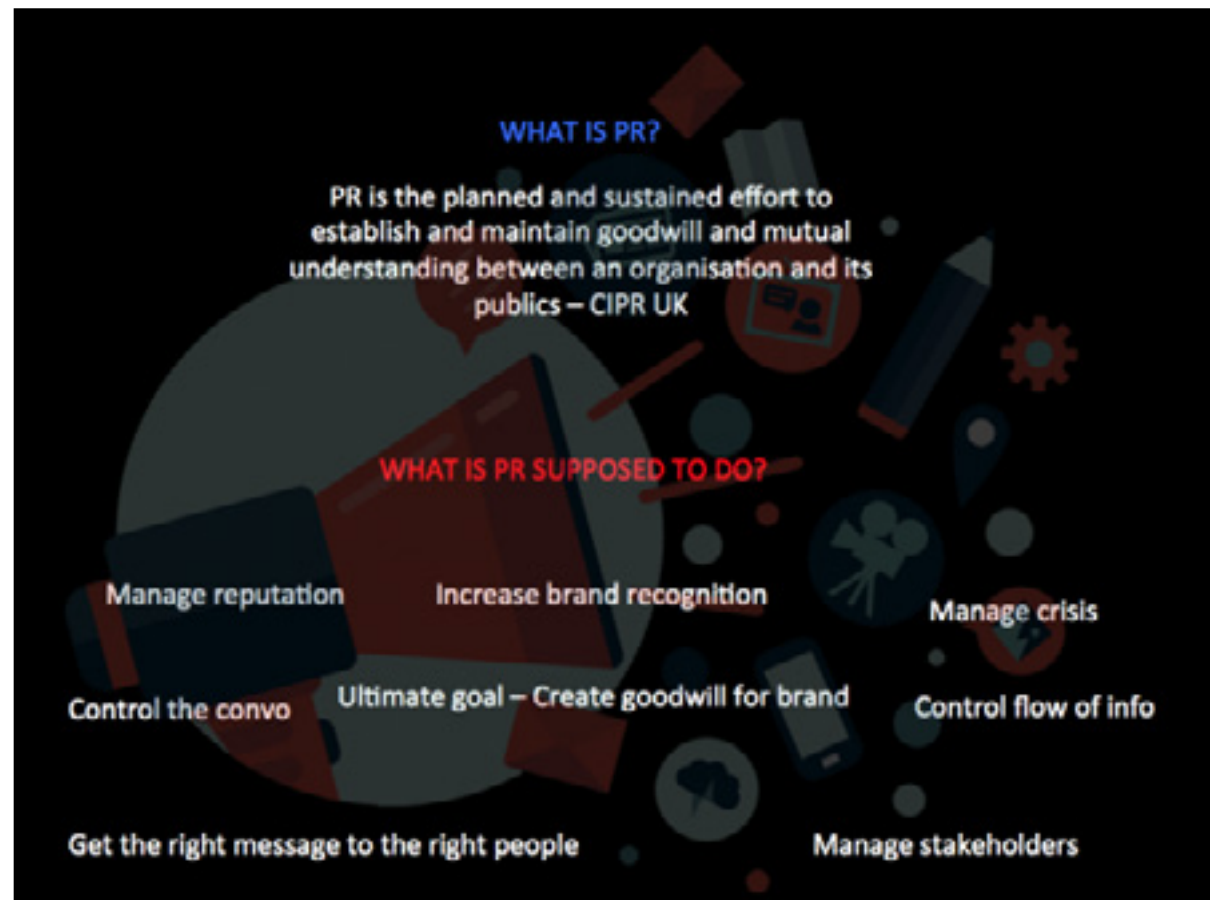 WHAT IS PR?
PR is the planned and sustained effort to
establish and maintain goodwill and mutual
understanding between an organisation and its
publics – CIPR UK
WHAT IS PR SUPPOSED TO DO?
Manage reputation
Increase brand recognition
Manage crisis
Control the convo
Ultimate goal – Create goodwill for brand
Control flow of info
Get the right message to the right people
Manage stakeholders